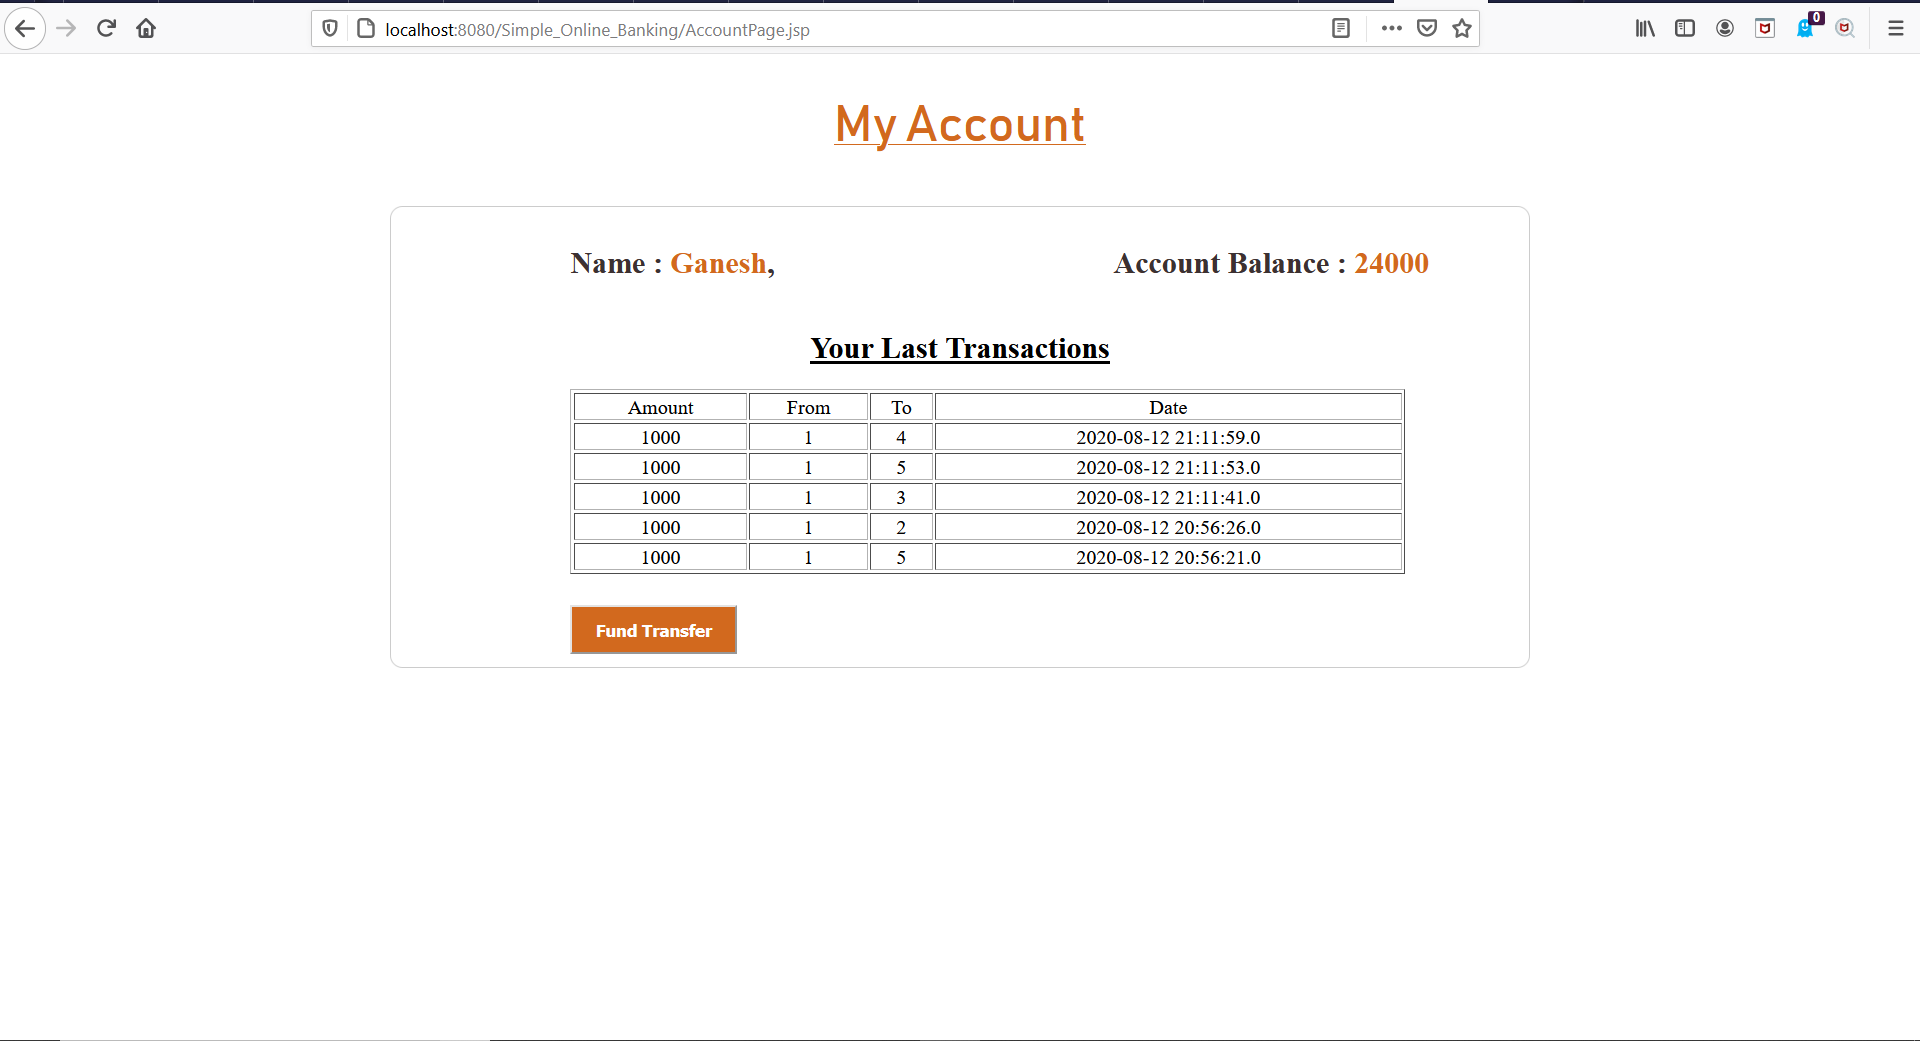 localhost:8080/Simple_Online_Banking/AccountPage.jsp
0
My Account
Name : Ganesh, Account Balance : 24000
Your Last Transactions
Amount From To Date
1000 1 4 2020-08-12 21:11:59.0
1000 1 5 2020-08-12 21:11:53.0
1000 1 3 2020-08-12 21:11:41.0
1000 1 2 2020-08-12 20:56:26.0
1000 1 5 2020-08-12 20:56:21.0
Fund Transfer